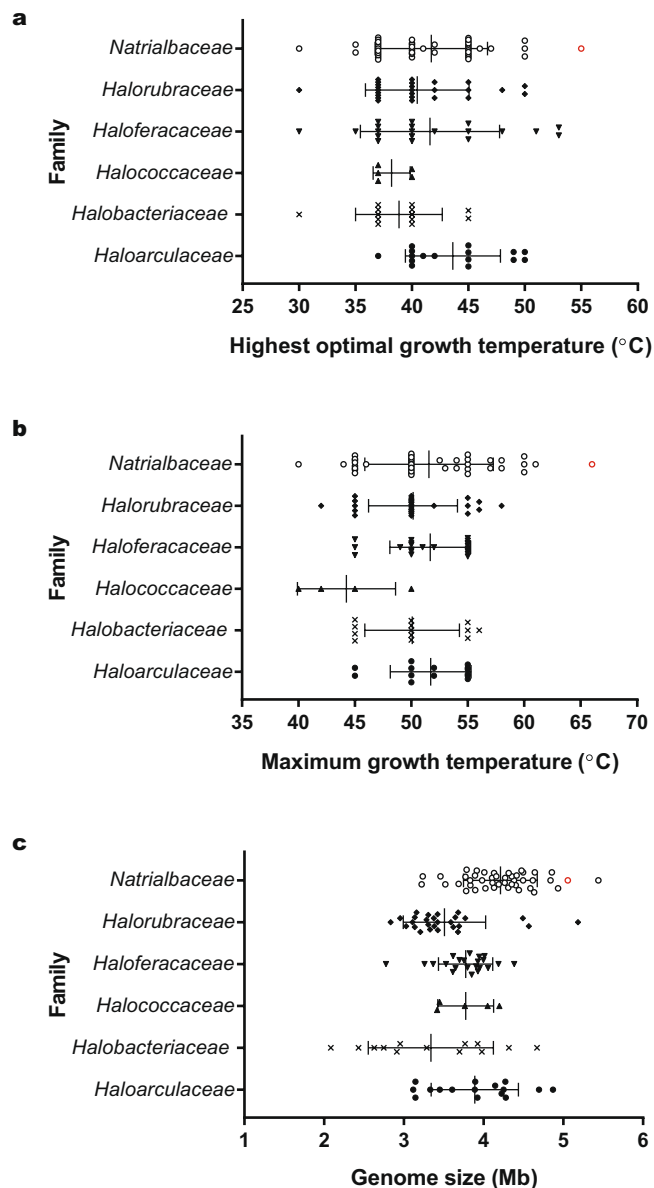 a
Family
Natrialbaceae
Halorubraceae
Haloferacaceae
Halococcaceae
Halobacteriaceae
Haloarculaceae
25 30 35 40 45 50 55 60
Highest optimal growth temperature (°C)
b
Family
Natrialbaceae
Halorubraceae
Haloferacaceae
Halococcaceae
Halobacteriaceae
Haloarculaceae
35 40 45 50 55 60 65 70
Maximum growth temperature (°C)
c
Family
Natrialbaceae
Halorubraceae
Haloferacaceae
Halococcaceae
Halobacteriaceae
Haloarculaceae
1 2 3 4 5 6
Genome size (Mb)